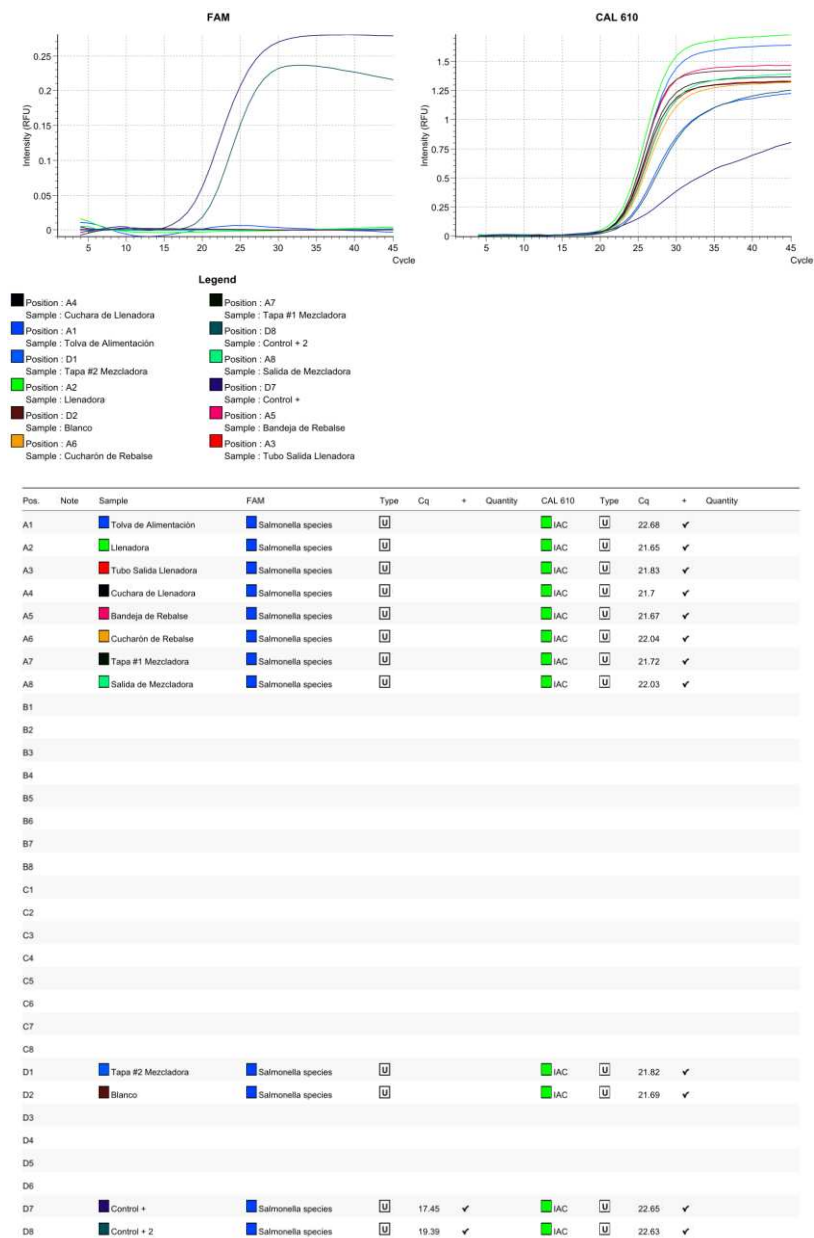 FAM
CAL 610
Intensity (RFU)
0.25
0.2
0.15
0.1
0.05
0
5 10 15 20 25 30 35 40 45
Cycle
Intensity (RFU)
1.5
1.25
1
0.75
0.5
0.25
0
5 10 15 20 25 30 35 40 45
Cycle
Legend
Position : A4
Sample : Cuchara de Llenadora
Position : A1
Sample : Tolva de Alimentación
Position : D1
Sample : Tapa #2 Mezcladora
Position : A2
Sample : Llenadora
Position : D2
Sample : Blanco
Position : A6
Sample : Cucharón de Rebalse
Position : A7
Sample : Tapa #1 Mezcladora
Position : D8
Sample : Control + 2
Position : A8
Sample : Salida de Mezcladora
Position : D7
Sample : Control +
Position : A5
Sample : Bandeja de Rebalse
Position : A3
Sample : Tubo Salida Llenadora
Pos. Note Sample FAM Type Cq + Quantity CAL 610 Type Cq + Quantity
A1 Tolva de Alimentación Salmonella species U IAC U 22.68 ✔
A2 Llenadora Salmonella species U IAC U 21.65 ✔
A3 Tubo Salida Llenadora Salmonella species U IAC U 21.83 ✔
A4 Cuchara de Llenadora Salmonella species U IAC U 21.7 ✔
A5 Bandeja de Rebalse Salmonella species U IAC U 21.67 ✔
A6 Cucharón de Rebalse Salmonella species U IAC U 22.04 ✔
A7 Tapa #1 Mezcladora Salmonella species U IAC U 21.72 ✔
A8 Salida de Mezcladora Salmonella species U IAC U 22.03 ✔
B1
B2
B3
B4
B5
B6
B7
B8
C1
C2
C3
C4
C5
C6
C7
C8
D1 Tapa #2 Mezcladora Salmonella species U IAC U 21.82 ✔
D2 Blanco Salmonella species U IAC U 21.69 ✔
D3
D4
D5
D6
D7 Control + Salmonella species U 17.45 ✔ IAC U 22.65 ✔
D8 Control + 2 Salmonella species U 19.39 ✔ IAC U 22.63 ✔